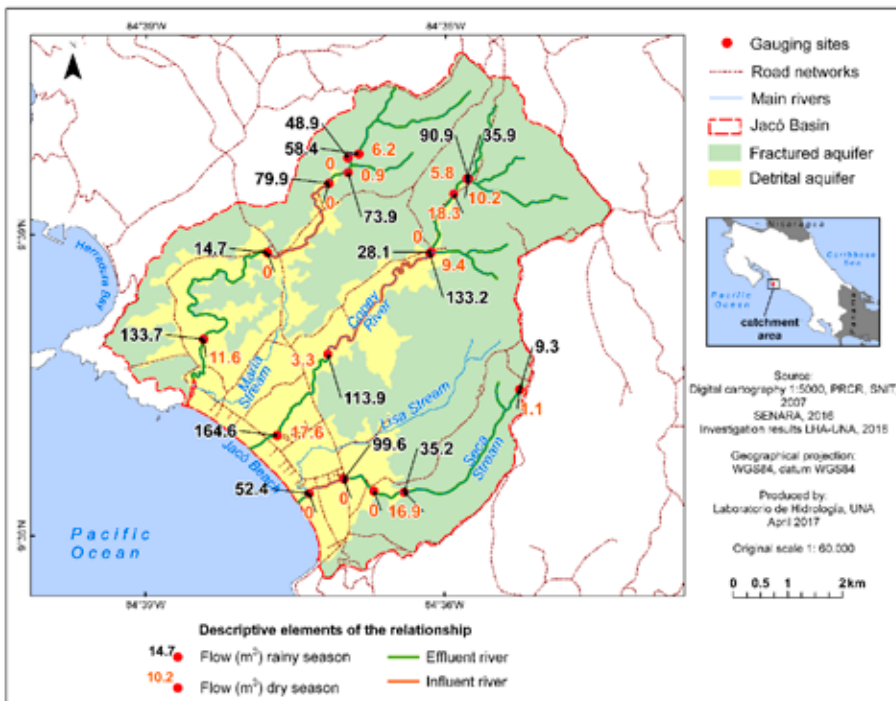 84°39'W
84°36'W
Gauging sites
Road networks
Main rivers
Jacó Basin
Fractured aquifer
Detrital aquifer
48.9
58.4
6.2
0
0.9
79.9
0
73.9
90.9
35.9
5.8
10.2
18.3
0
28.1
9.4
133.2
14.7
0
9°39'N
Herradura Bay
133.7
11.6
Maria
Stream
Copey
River
3.3
113.9
Lisa Stream
9.3
1.1
Seca
Stream
164.6
17.6
99.6
35.2
Jacó Beach
52.4
0
0
0
16.9
Pacific
Ocean
84°39'W
84°36'W
Nicaragua
Caribbean
Sea
Pacific
Ocean
catchment
area
Source:
Digital cartography 1:5000, PRCR, SNIT
2007
SENARA, 2016
Investigation results LHA-UNA, 2016
Geographical projection:
WGS84, datum WGS84
Produced by:
Laboratorio de Hidrología, UNA
April 2017
Original scale 1: 60.000
0 0.5 1 2km
Descriptive elements of the relationship
14.7 Flow (m³) rainy season
Effluent river
10.2 Flow (m³) dry season
Influent river